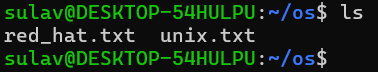 sulav@DESKTOP-54HULPU:~/os$ ls
red_hat.txt  unix.txt
sulav@DESKTOP-54HULPU:~/os$